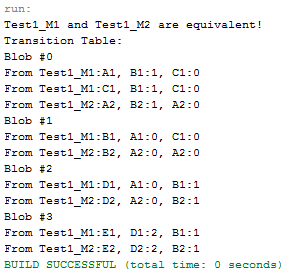 run:
Test1_M1 and Test1_M2 are equivalent!
Transition Table:
Blob #0
From Test1_M1:A1, B1:1, C1:0
From Test1_M1:C1, B1:1, C1:0
From Test1_M2:A2, B2:1, A2:0
Blob #1
From Test1_M1:B1, A1:0, C1:0
From Test1_M2:B2, A2:0, A2:0
Blob #2
From Test1_M1:D1, A1:0, B1:1
From Test1_M2:D2, A2:0, B2:1
Blob #3
From Test1_M1:E1, D1:2, B1:1
From Test1_M2:E2, D2:2, B2:1
BUILD SUCCESSFUL (total time: 0 seconds)